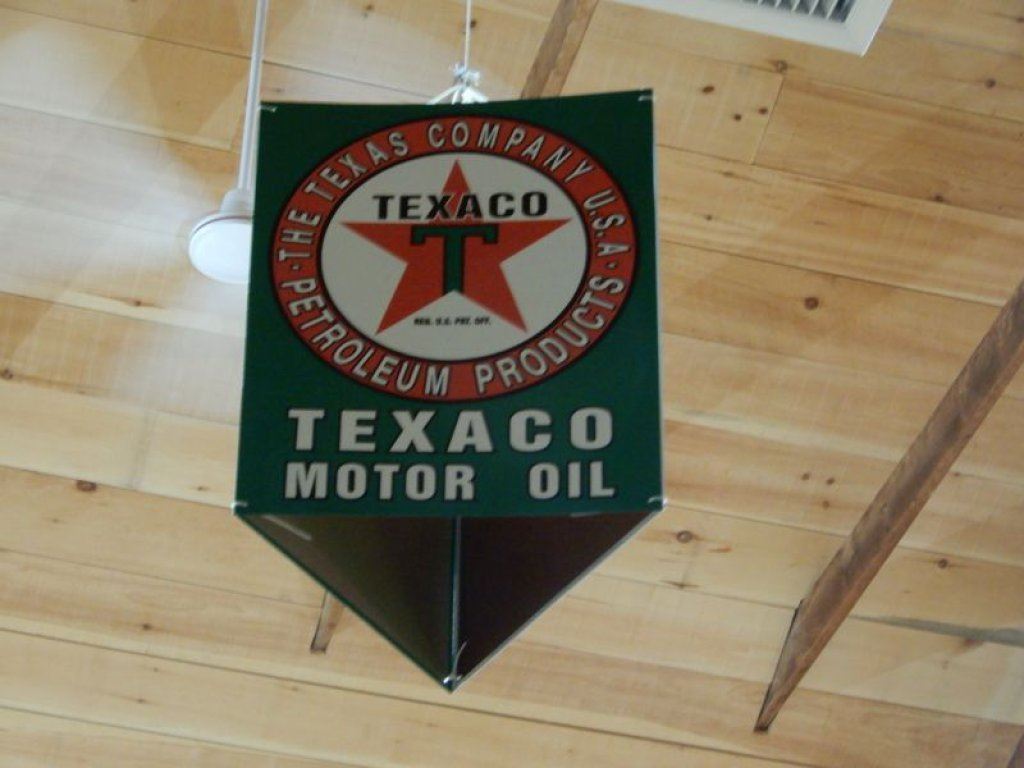 THE TEXAS COMPANY U.S.A.
TEXACO
T
REG. U.S. PAT. OFF.
PETROLEUM PRODUCTS
TEXACO
MOTOR OIL